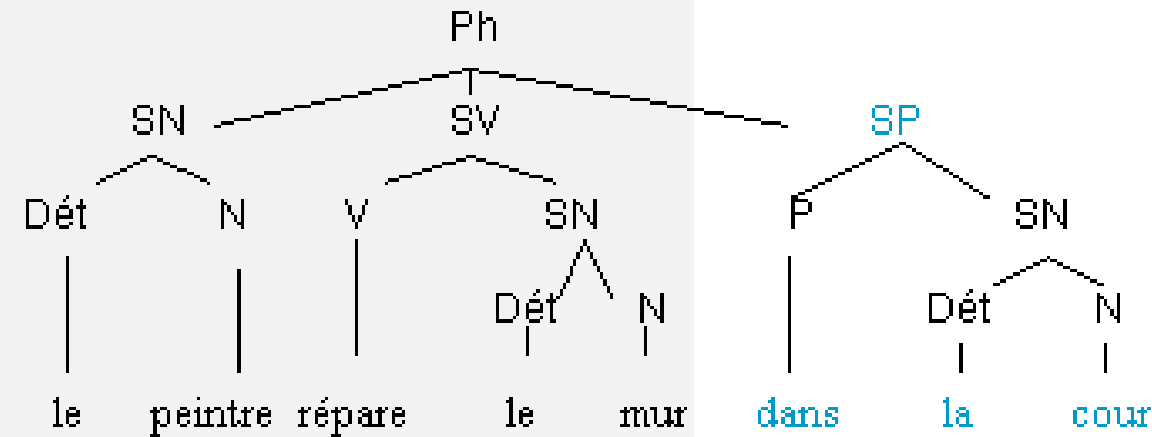 Ph
SN SV SP
Dét N V SN P SN
Dét N Dét N
le peintre répare le mur dans la cour